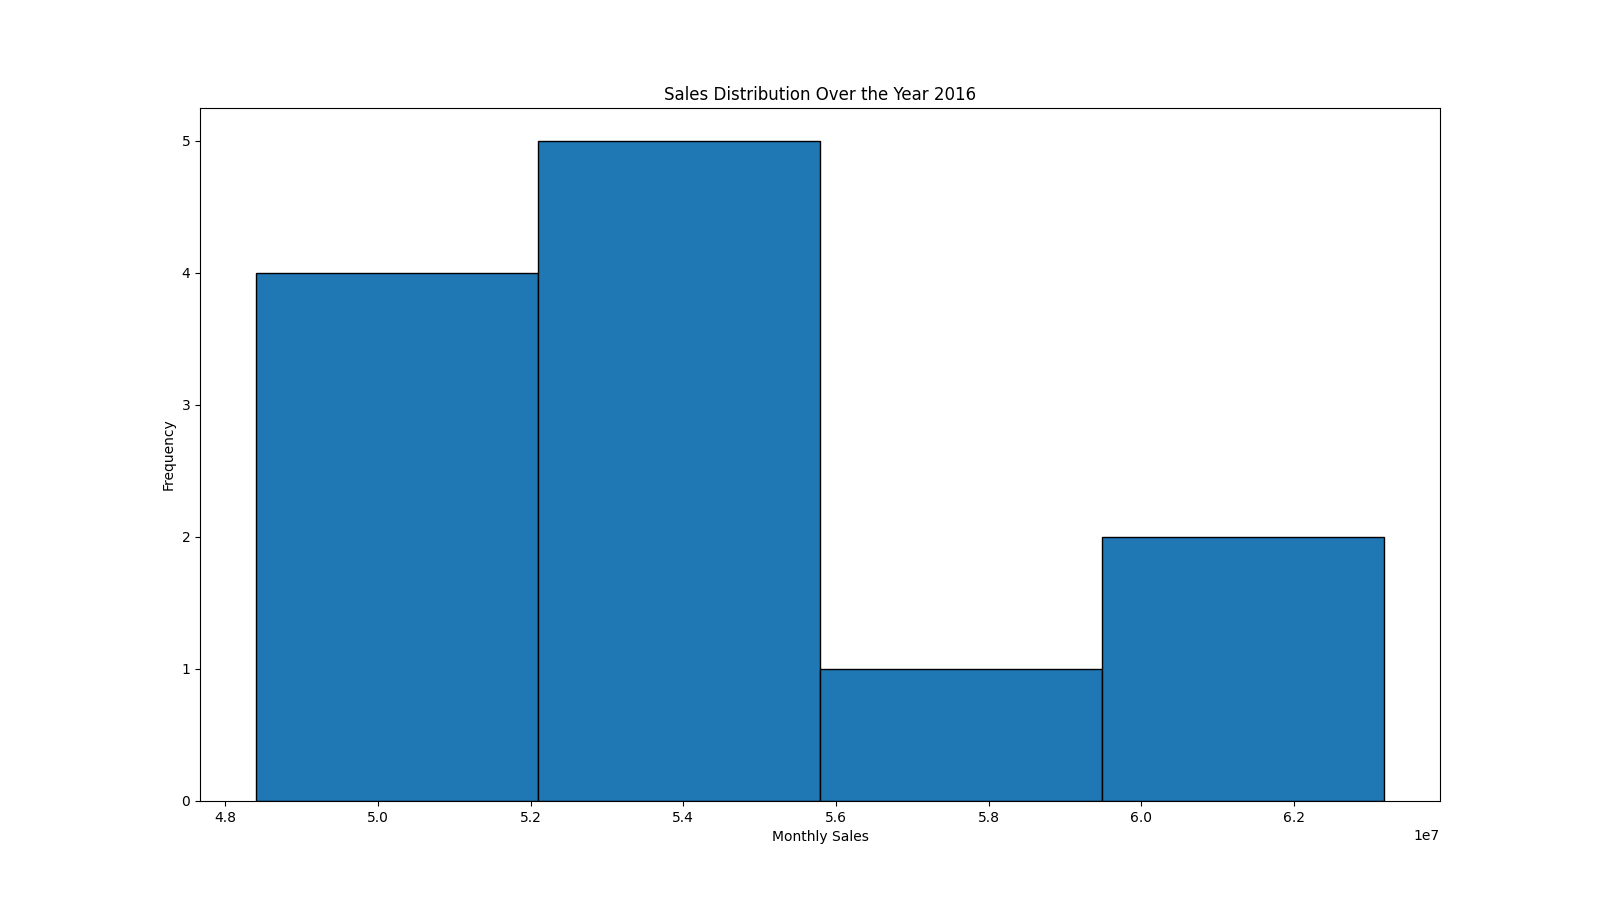 Sales Distribution Over the Year 2016
5
4
3
2
1
0
Frequency
4.8 5.0 5.2 5.4 5.6 5.8 6.0 6.2
1e7
Monthly Sales